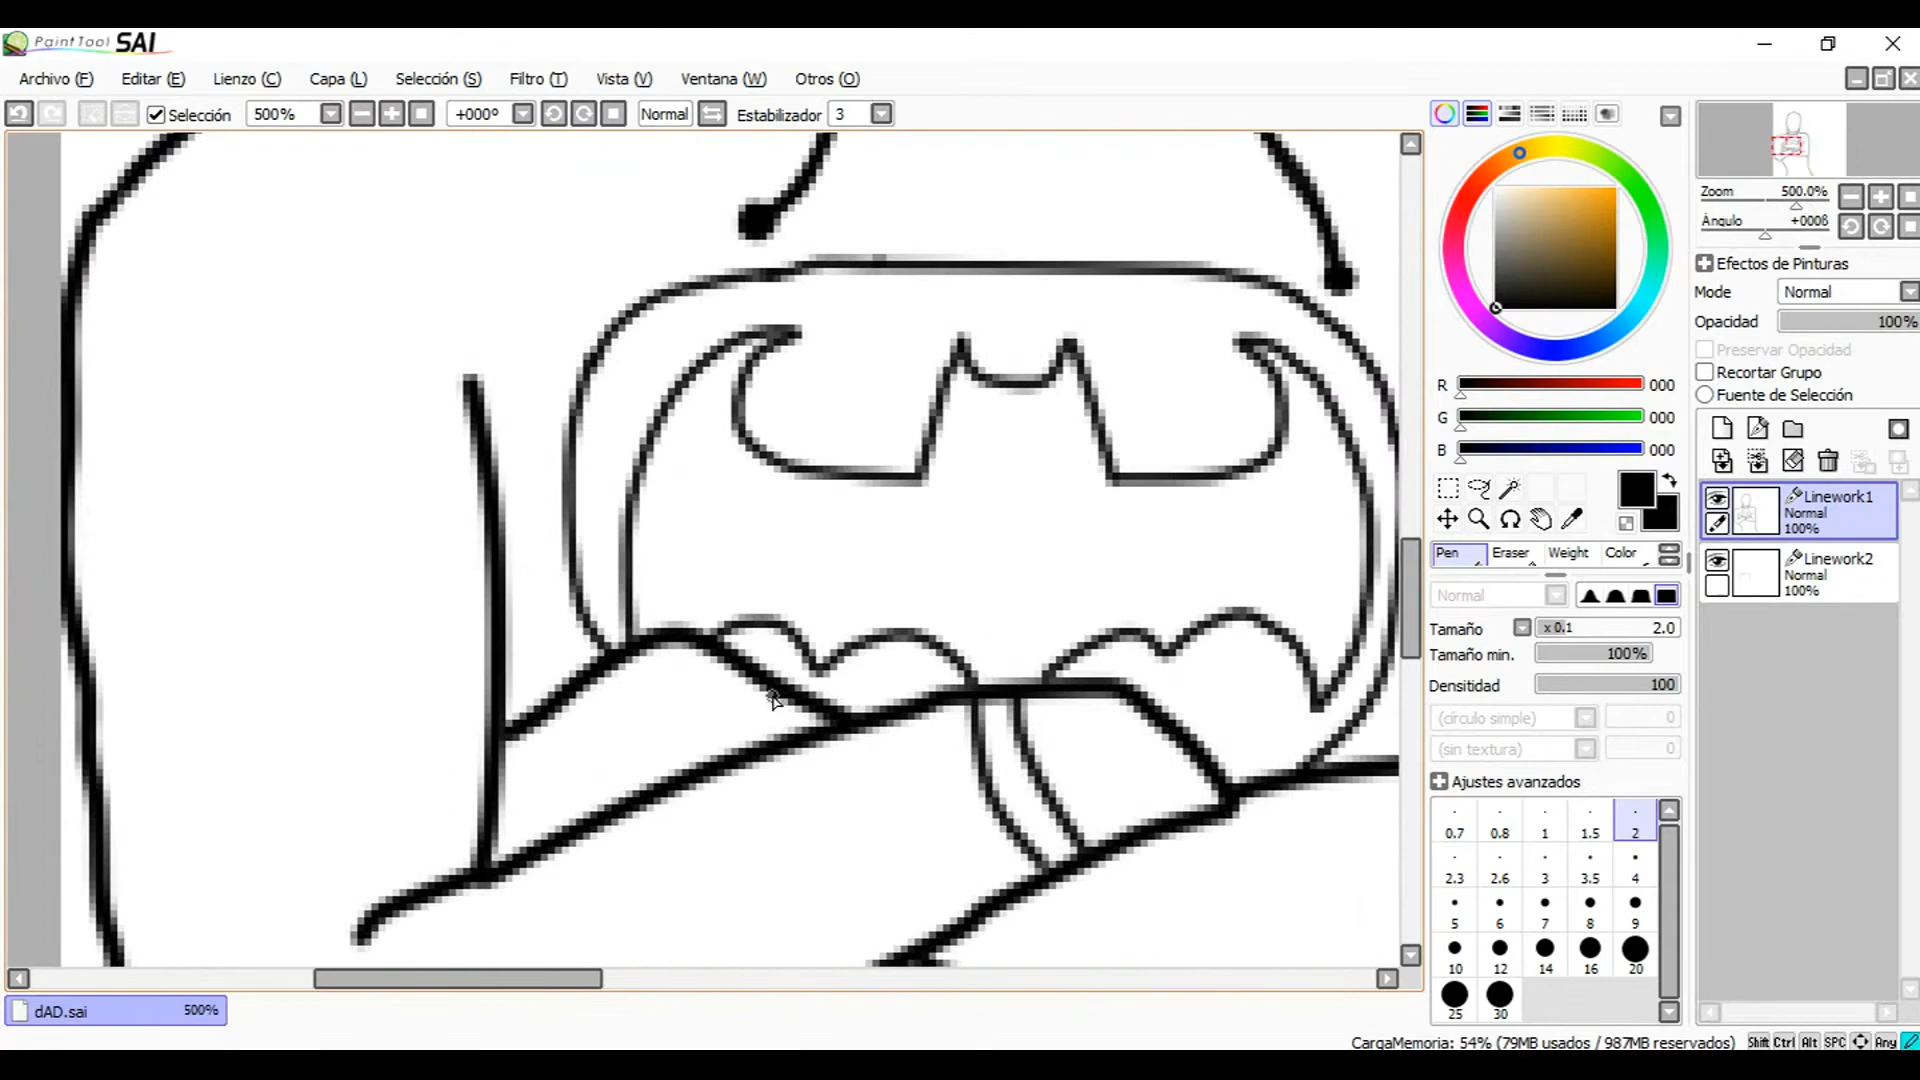 PaintTool SAI
Archivo (F) Editar (E) Lienzo (C) Capa (L) Selección (S) Filtro (T) Vista (V) Ventana (W) Otros (O)
Selección 500% +000º Normal Estabilizador 3
Zoom 500.0%
Ángulo +000ß
Efectos de Pinturas
Mode Normal
Opacidad 100%
Preservar Opacidad
Recortar Grupo
Fuente de Selección
R 000
G 000
B 000
Linework1
Normal
100%
Linework2
Normal
100%
Pen Eraser Weight Color
Normal
Tamaño x 0.1 2.0
Tamaño min. 100%
Densitidad 100
(círculo simple) 0
(sin textura) 0
Ajustes avanzados
0.7 0.8 1 1.5 2
2.3 2.6 3 3.5 4
5 6 7 8 9
10 12 14 16 20
25 30
dAD.sai 500%
CargaMemoria: 54% (79MB usados / 987MB reservados) Shift Ctrl Alt SPC Any